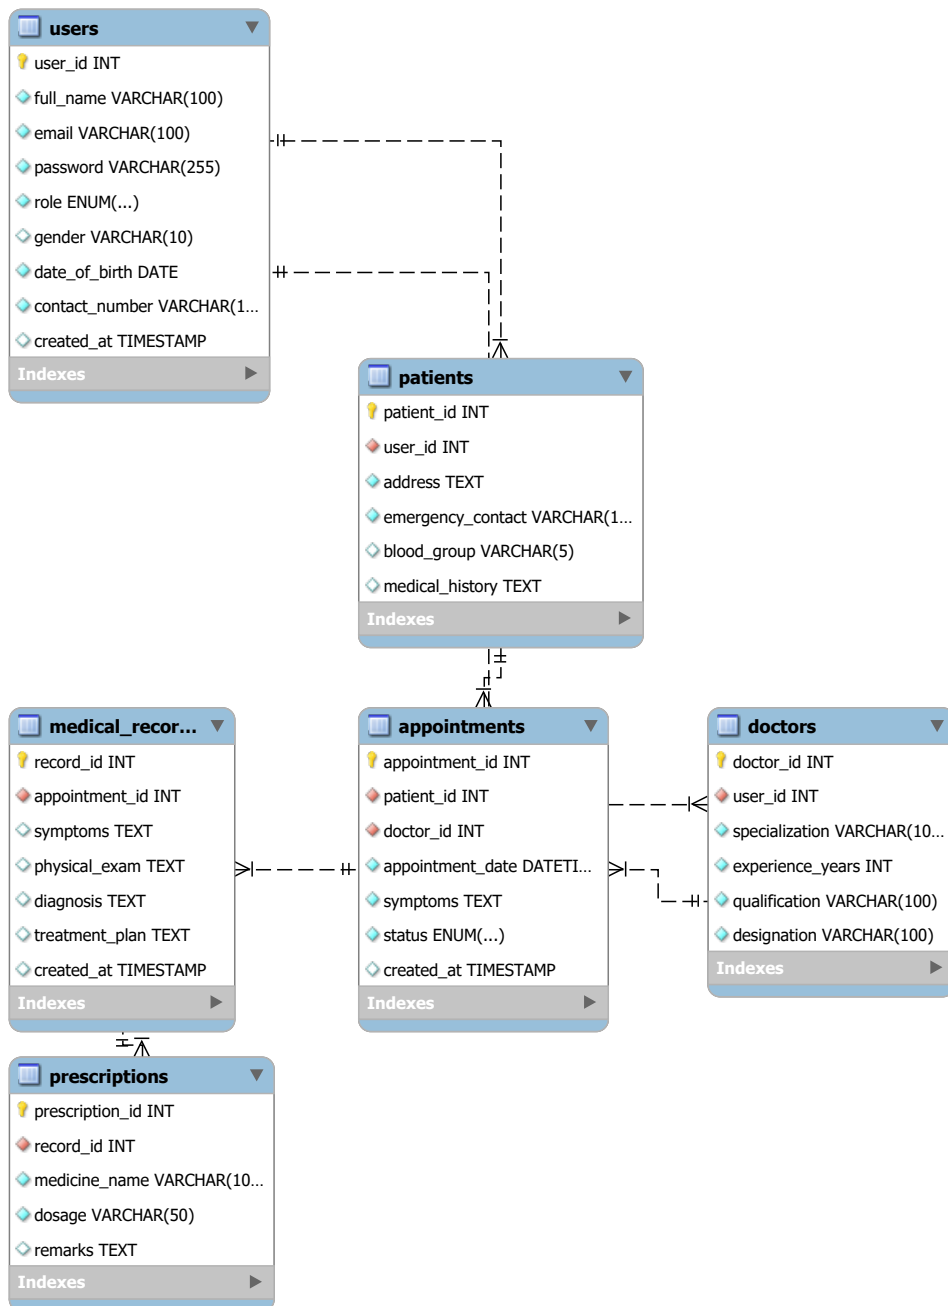 users
user_id INT
full_name VARCHAR(100)
email VARCHAR(100)
password VARCHAR(255)
role ENUM(...)
gender VARCHAR(10)
date_of_birth DATE
contact_number VARCHAR(1...
created_at TIMESTAMP
Indexes
patients
patient_id INT
user_id INT
address TEXT
emergency_contact VARCHAR(1...
blood_group VARCHAR(5)
medical_history TEXT
Indexes
medical_recor...
record_id INT
appointment_id INT
symptoms TEXT
physical_exam TEXT
diagnosis TEXT
treatment_plan TEXT
created_at TIMESTAMP
Indexes
appointments
appointment_id INT
patient_id INT
doctor_id INT
appointment_date DATETI...
symptoms TEXT
status ENUM(...)
created_at TIMESTAMP
Indexes
doctors
doctor_id INT
user_id INT
specialization VARCHAR(10...
experience_years INT
qualification VARCHAR(100)
designation VARCHAR(100)
Indexes
prescriptions
prescription_id INT
record_id INT
medicine_name VARCHAR(10...
dosage VARCHAR(50)
remarks TEXT
Indexes